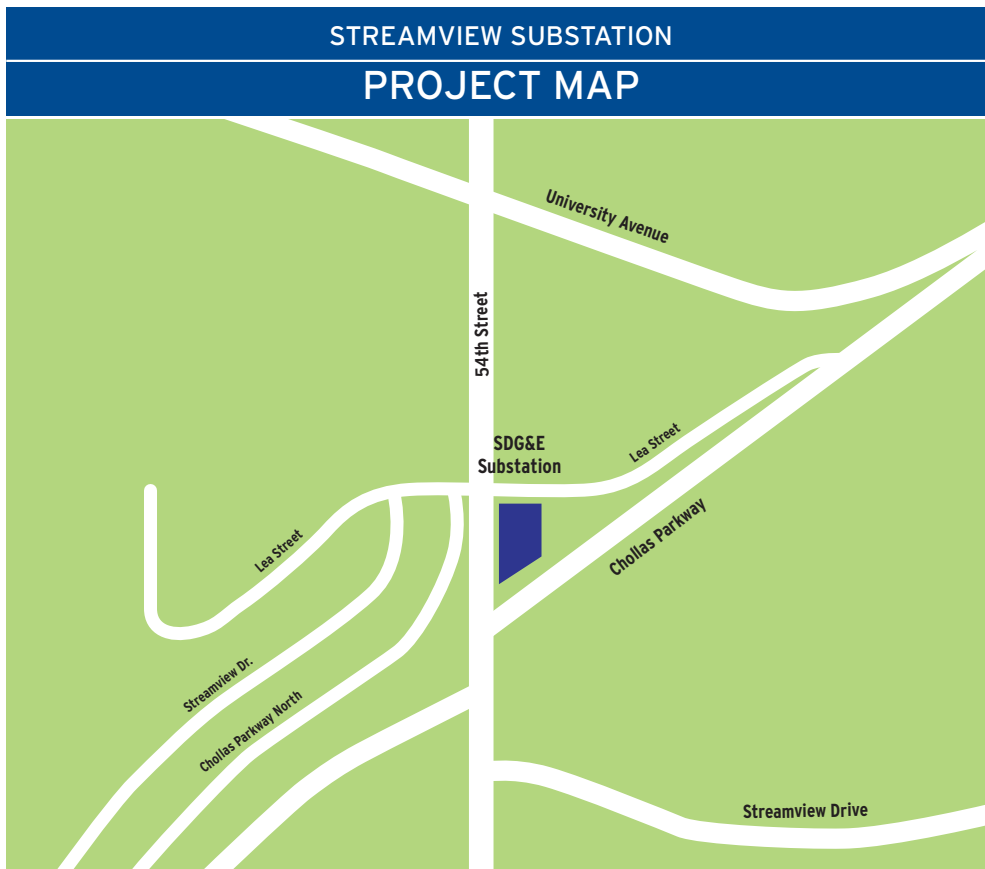 STREAMVIEW SUBSTATION
PROJECT MAP
University Avenue
54th Street
SDG&E
Substation
Lea Street
Chollas Parkway
Lea Street
Streamview Dr.
Chollas Parkway North
Streamview Drive